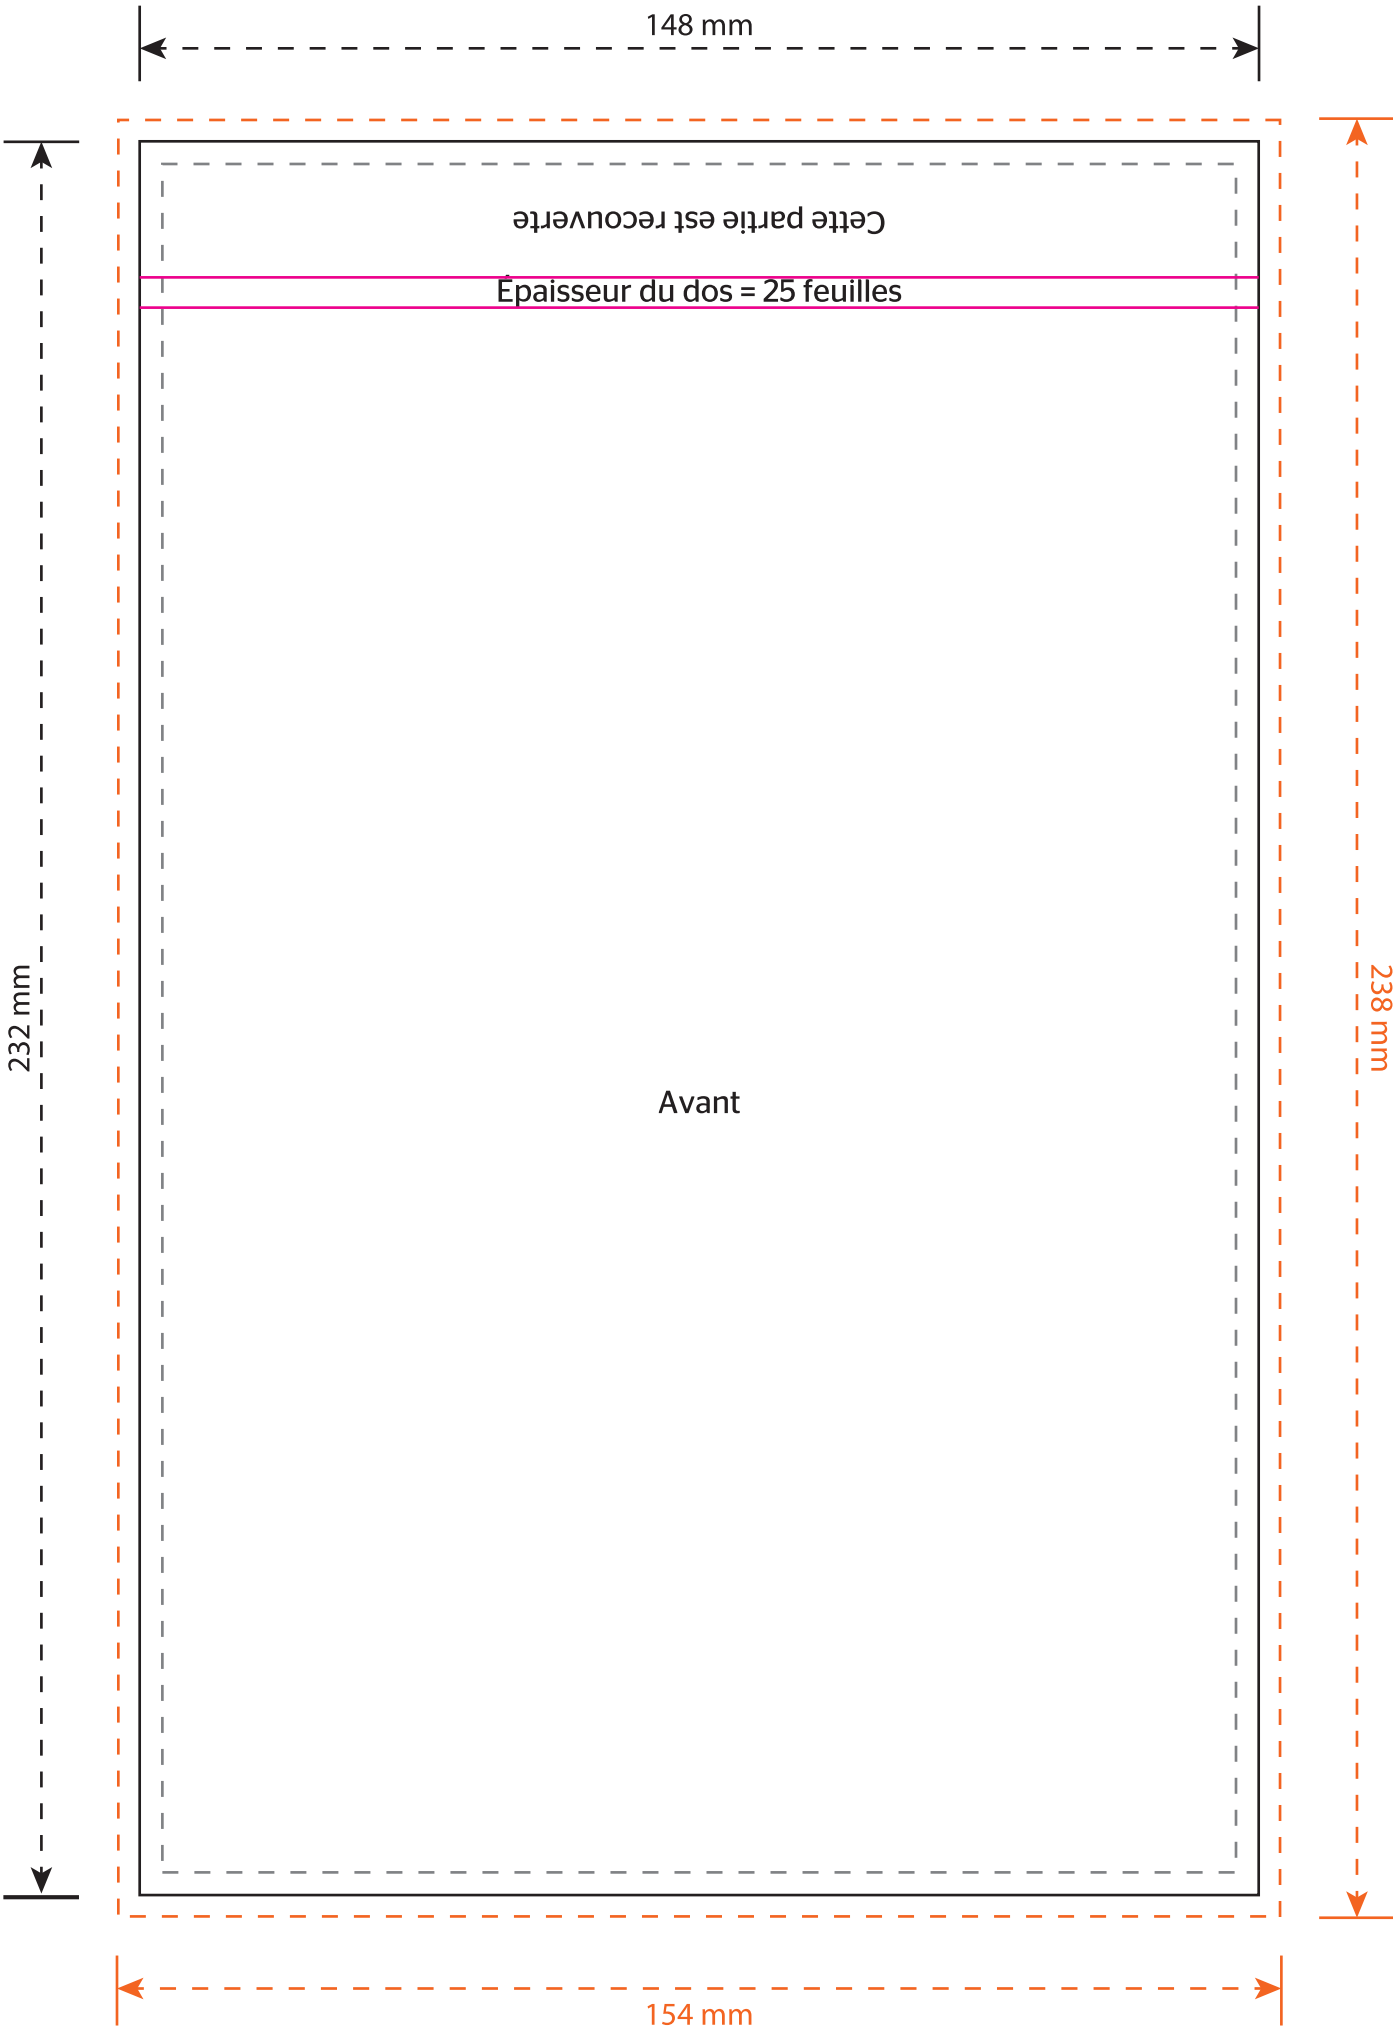 148 mm
Cette partie est recouverte
Épaisseur du dos = 25 feuilles
232 mm
238 mm
Avant
154 mm